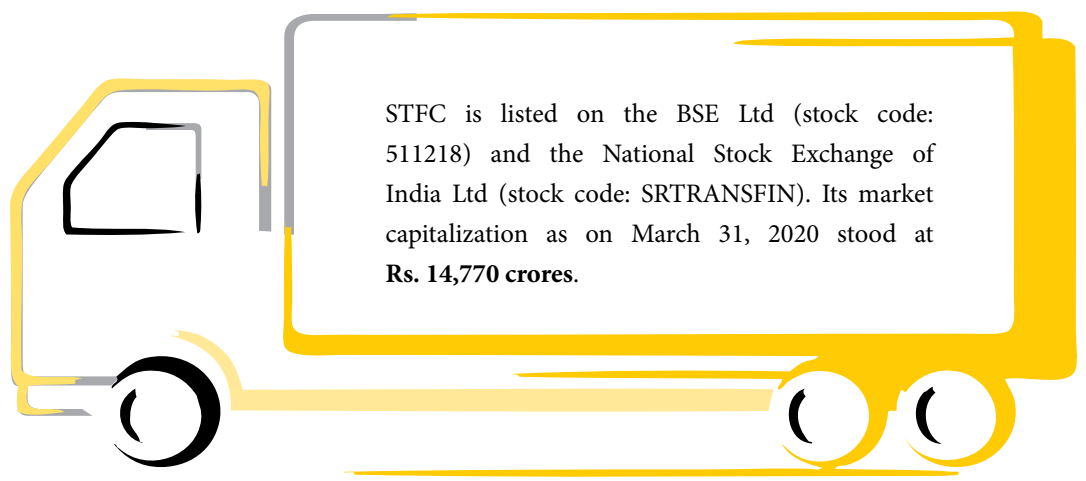 STFC is listed on the BSE Ltd (stock code:
511218) and the National Stock Exchange of
India Ltd (stock code: SRTRANSFIN). Its market
capitalization as on March 31, 2020 stood at
Rs. 14,770 crores.